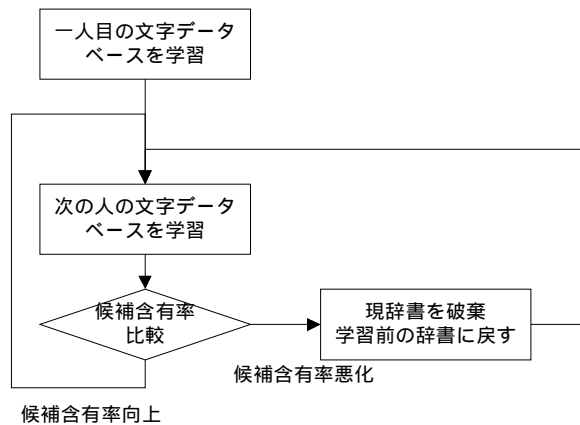 一人目の文字データ
ベースを学習
次の人の文字データ
ベースを学習
候補含有率
比較
現辞書を破棄
学習前の辞書に戻す
候補含有率悪化
候補含有率向上